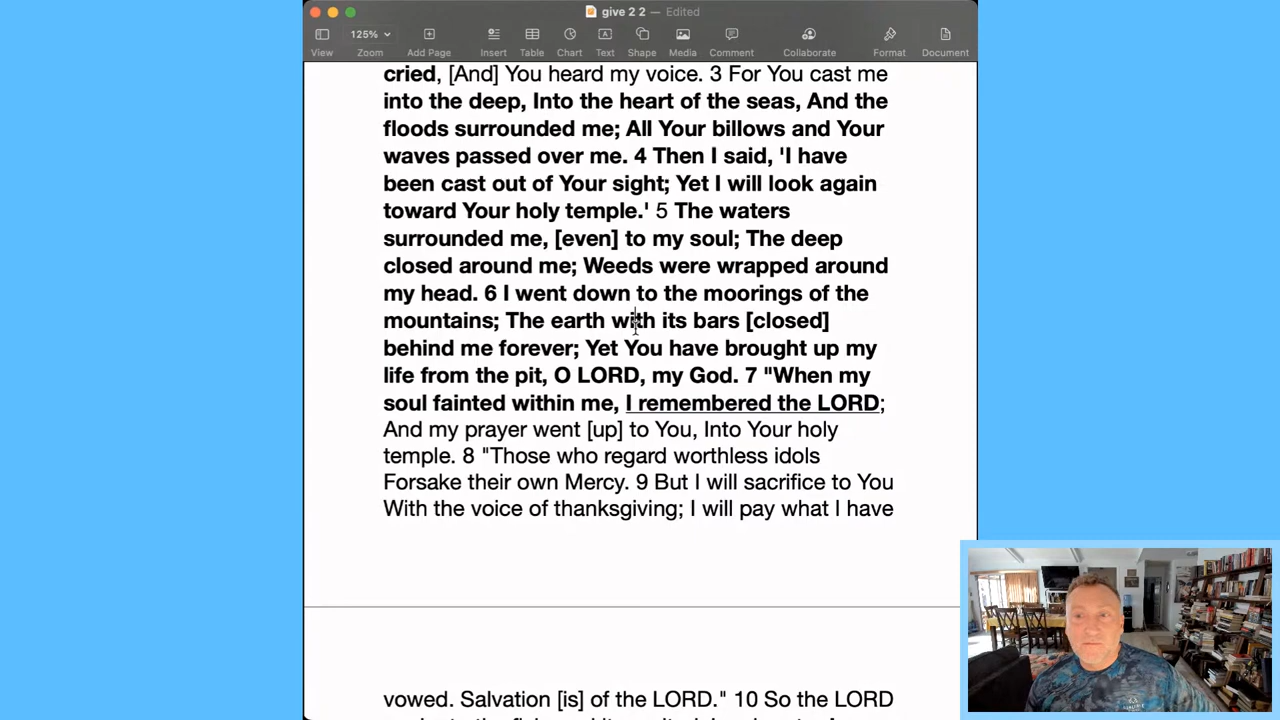 give 2 2 — Edited
125%
View Zoom Add Page Insert Table Chart Text Shape Media Comment Collaborate Format Document
cried, [And] You heard my voice. 3 For You cast me
into the deep, Into the heart of the seas, And the
floods surrounded me; All Your billows and Your
waves passed over me. 4 Then I said, 'I have
been cast out of Your sight; Yet I will look again
toward Your holy temple.' 5 The waters
surrounded me, [even] to my soul; The deep
closed around me; Weeds were wrapped around
my head. 6 I went down to the moorings of the
mountains; The earth with its bars [closed]
behind me forever; Yet You have brought up my
life from the pit, O LORD, my God. 7 "When my
soul fainted within me, I remembered the LORD;
And my prayer went [up] to You, Into Your holy
temple. 8 "Those who regard worthless idols
Forsake their own Mercy. 9 But I will sacrifice to You
With the voice of thanksgiving; I will pay what I have
vowed. Salvation [is] of the LORD." 10 So the LORD